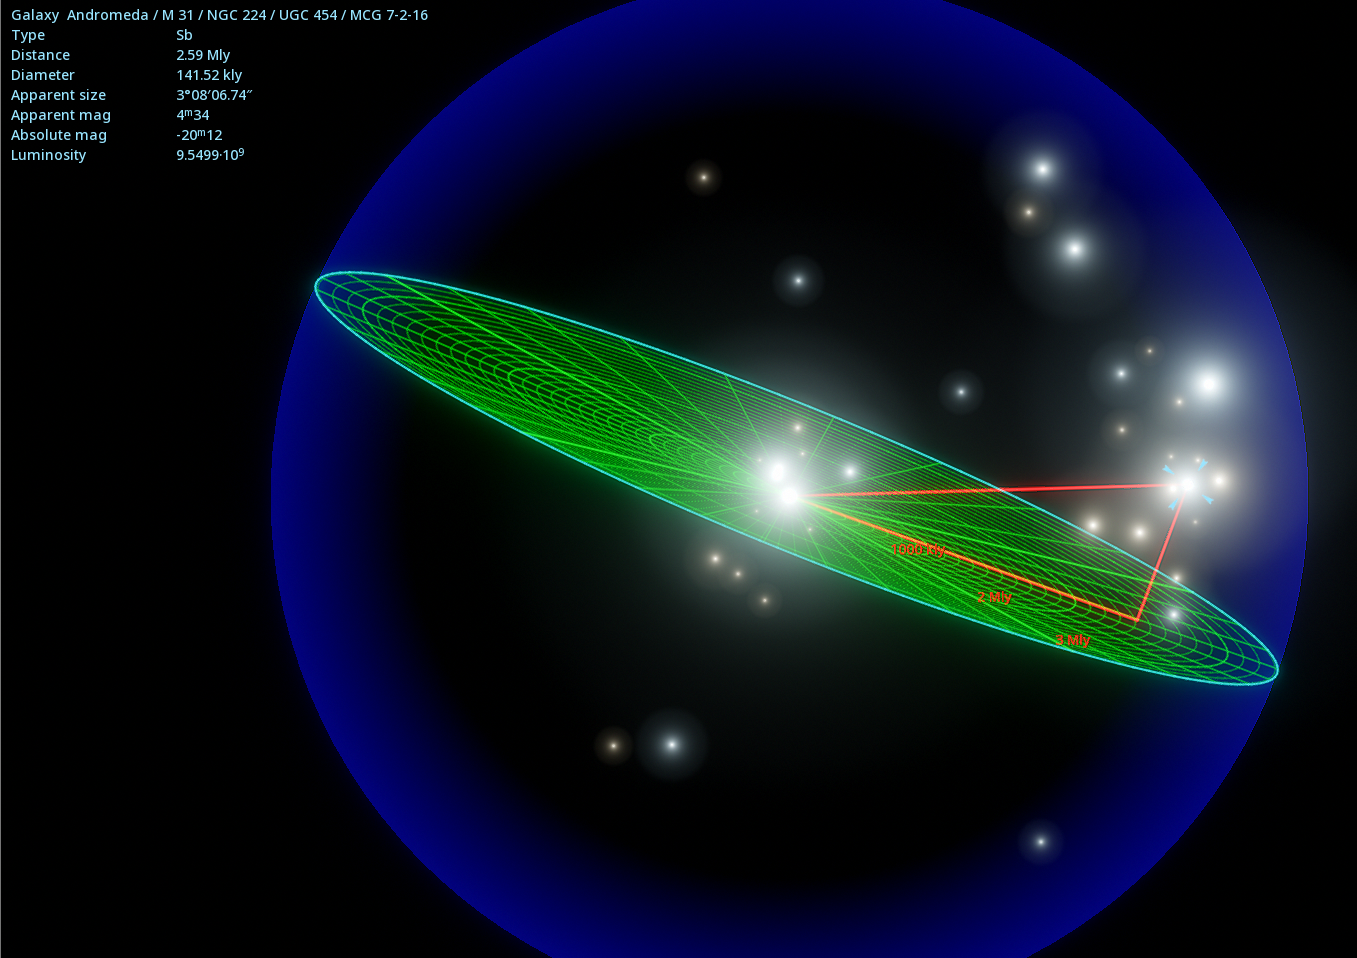 Galaxy Andromeda / M 31 / NGC 224 / UGC 454 / MCG 7-2-16
Type Sb
Distance 2.59 Mly
Diameter 141.52 kly
Apparent size 3°08′06.74″
Apparent mag 4ᵐ34
Absolute mag -20ᵐ12
Luminosity 9.5499·10⁹
1000 kly
2 Mly
3 Mly